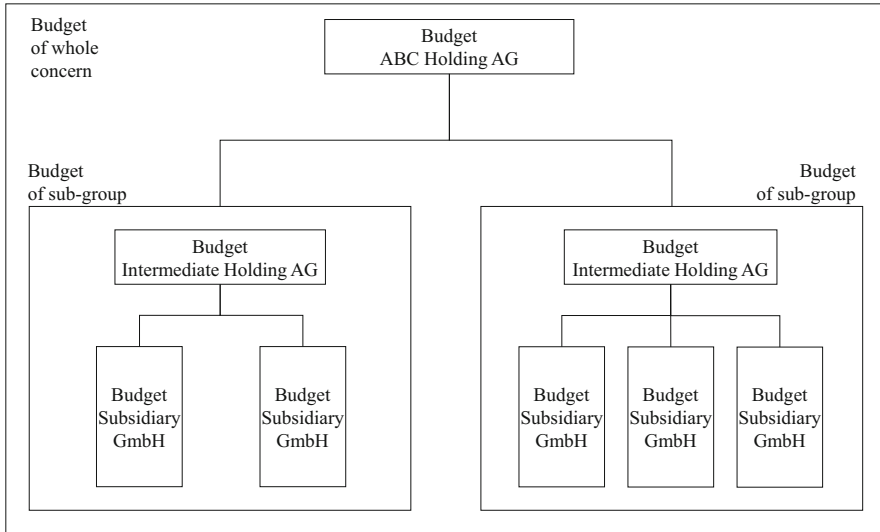 Budget
of whole
concern
Budget
ABC Holding AG
Budget
of sub-group
Budget
of sub-group
Budget
Intermediate Holding AG
Budget
Intermediate Holding AG
Budget
Subsidiary
GmbH
Budget
Subsidiary
GmbH
Budget
Subsidiary
GmbH
Budget
Subsidiary
GmbH
Budget
Subsidiary
GmbH